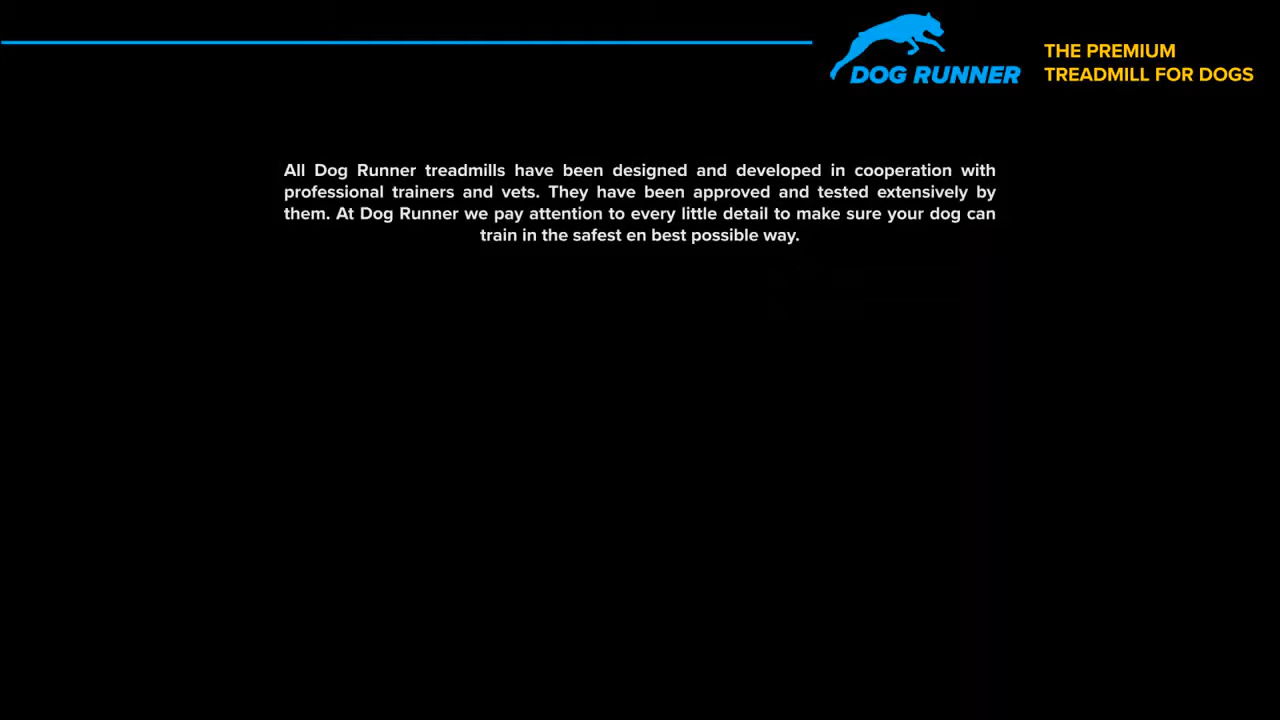 DOG RUNNER
THE PREMIUM
TREADMILL FOR DOGS
All Dog Runner treadmills have been designed and developed in cooperation with
professional trainers and vets. They have been approved and tested extensively by
them. At Dog Runner we pay attention to every little detail to make sure your dog can
train in the safest en best possible way.